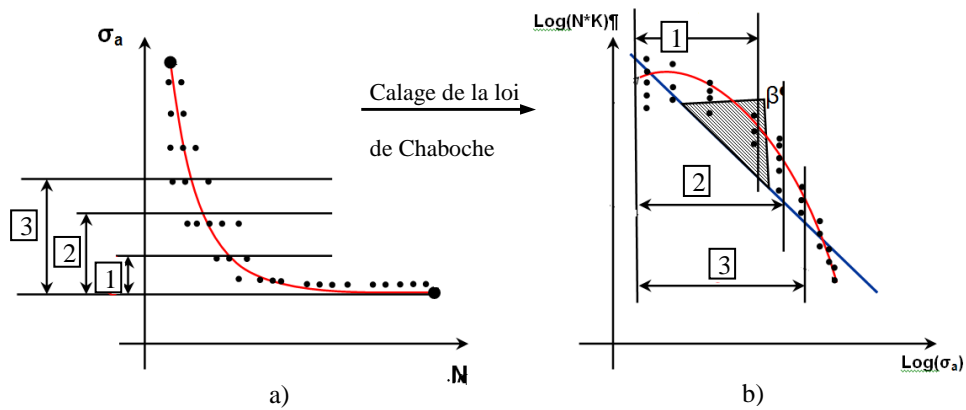 σa
3
2
1
N
a)
Calage de la loi
de Chaboche
Log(N*K)¶
1
β
2
3
Log(σa)
b)